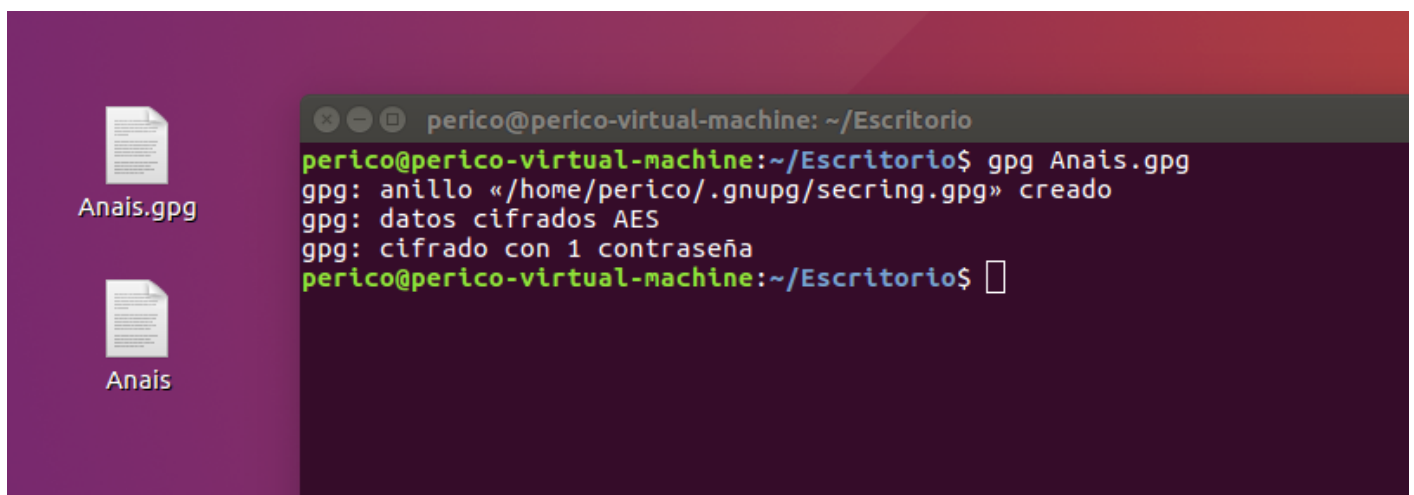 Anais.gpg
Anais
perico@perico-virtual-machine: ~/Escritorio
perico@perico-virtual-machine:~/Escritorio$ gpg Anais.gpg
gpg: anillo «/home/perico/.gnupg/secring.gpg» creado
gpg: datos cifrados AES
gpg: cifrado con 1 contraseña
perico@perico-virtual-machine:~/Escritorio$